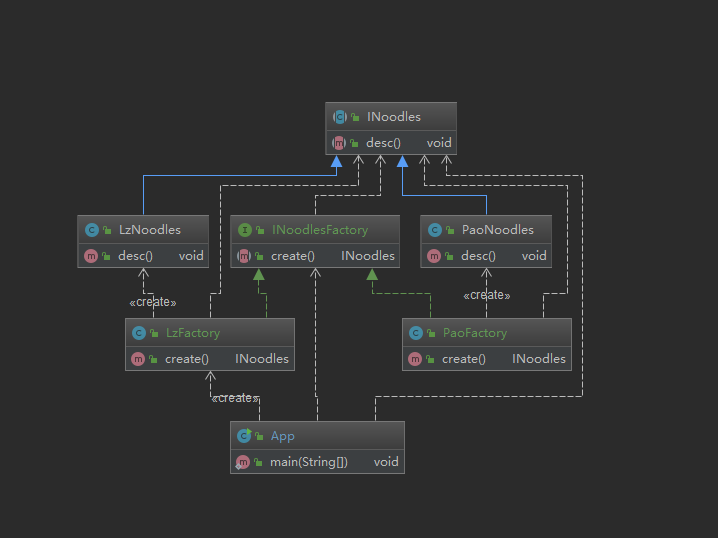 INoodles
desc() void
LzNoodles
desc() void
INoodlesFactory
create() INoodles
PaoNoodles
desc() void
«create»
«create»
LzFactory
create() INoodles
PaoFactory
create() INoodles
«create»
App
main(String[]) void